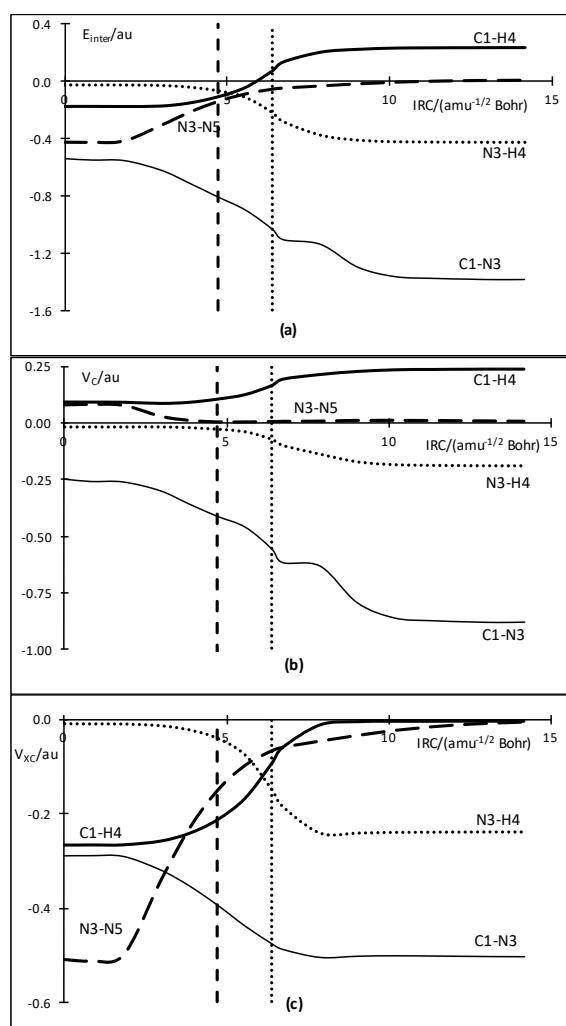 0.4
E_inter/au
C1-H4
0.0
5
10
15
IRC/(amu^-1/2 Bohr)
N3-N5
-0.4
N3-H4
-0.8
C1-N3
-1.2
-1.6
(a)
0.25
V_C/au
C1-H4
N3-N5
0.00
0
5
10
15
IRC/(amu^-1/2 Bohr)
-0.25
N3-H4
-0.50
-0.75
C1-N3
-1.00
(b)
0.0
0
5
10
15
IRC/(amu^-1/2 Bohr)
V_XC/au
N3-H4
-0.2
C1-H4
-0.4
N3-N5
C1-N3
-0.6
(c)